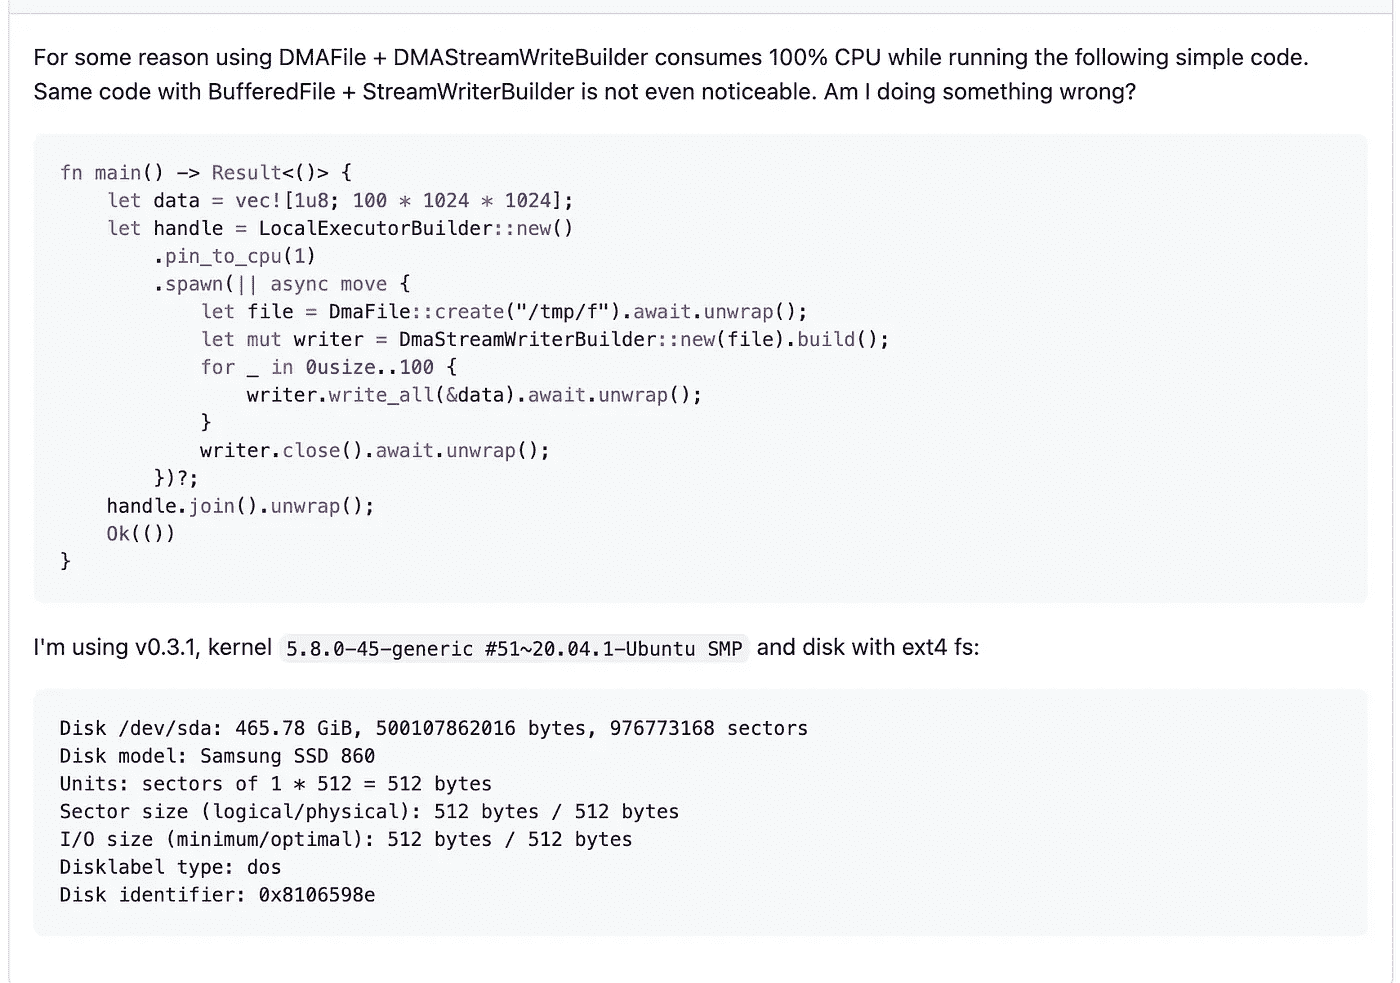 For some reason using DMAFile + DMAStreamWriteBuilder consumes 100% CPU while running the following simple code.
Same code with BufferedFile + StreamWriterBuilder is not even noticeable. Am I doing something wrong?
fn main() -> Result<()> {
    let data = vec![1u8; 100 * 1024 * 1024];
    let handle = LocalExecutorBuilder::new()
        .pin_to_cpu(1)
        .spawn(|| async move {
            let file = DmaFile::create("/tmp/f").await.unwrap();
            let mut writer = DmaStreamWriterBuilder::new(file).build();
            for _ in 0usize..100 {
                writer.write_all(&data).await.unwrap();
            }
            writer.close().await.unwrap();
        })?;
    handle.join().unwrap();
    Ok(())
}
I'm using v0.3.1, kernel 5.8.0-45-generic #51~20.04.1-Ubuntu SMP and disk with ext4 fs:
Disk /dev/sda: 465.78 GiB, 500107862016 bytes, 976773168 sectors
Disk model: Samsung SSD 860
Units: sectors of 1 * 512 = 512 bytes
Sector size (logical/physical): 512 bytes / 512 bytes
I/O size (minimum/optimal): 512 bytes / 512 bytes
Disklabel type: dos
Disk identifier: 0x8106598e